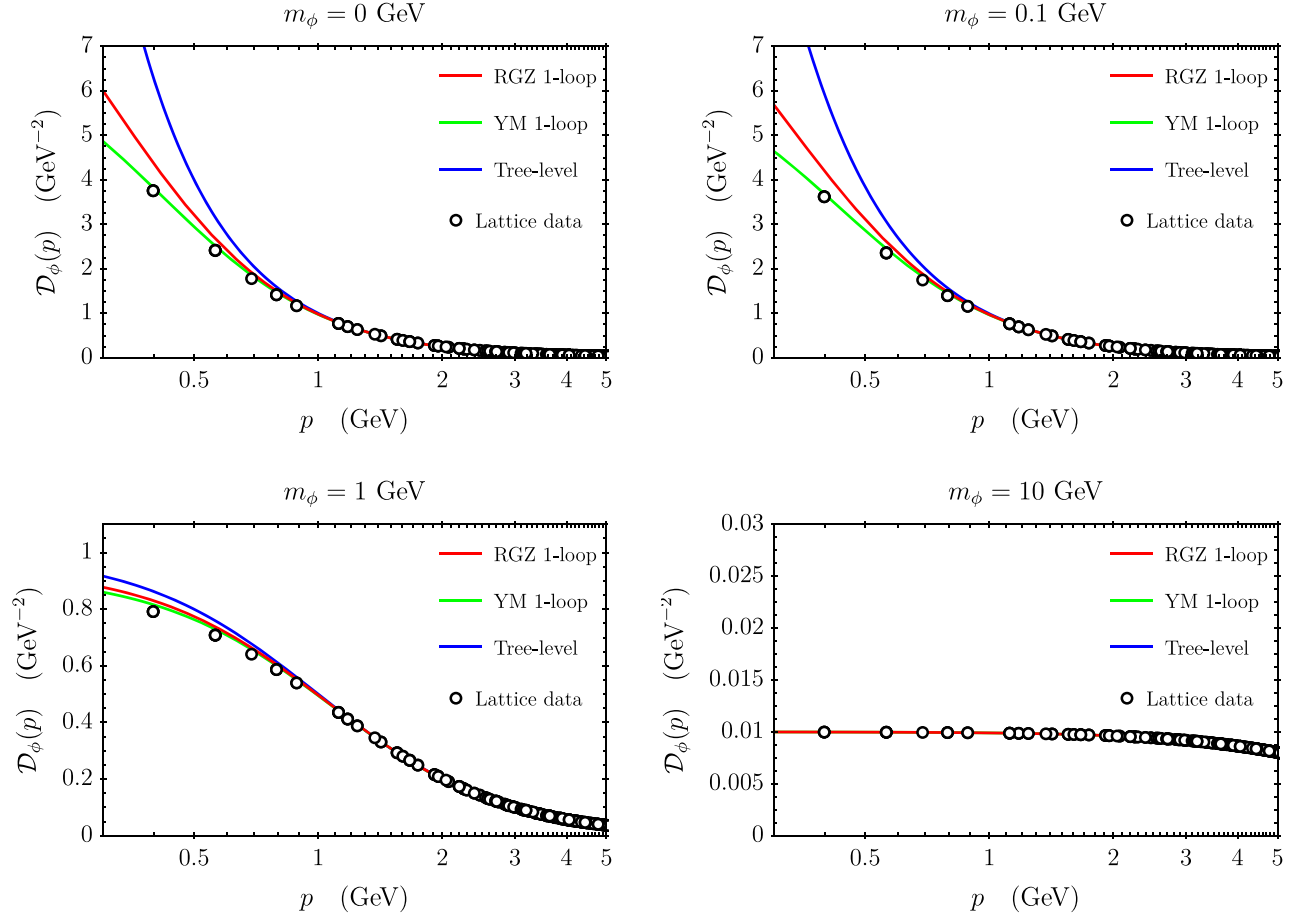 m_ϕ = 0 GeV
7
6
5
4
3
2
1
0
𝒟_ϕ(p) (GeV⁻²)
RGZ 1-loop
YM 1-loop
Tree-level
Lattice data
0.5 1 2 3 4 5
p (GeV)
m_ϕ = 0.1 GeV
7
6
5
4
3
2
1
0
𝒟_ϕ(p) (GeV⁻²)
RGZ 1-loop
YM 1-loop
Tree-level
Lattice data
0.5 1 2 3 4 5
p (GeV)
m_ϕ = 1 GeV
1
0.8
0.6
0.4
0.2
0
𝒟_ϕ(p) (GeV⁻²)
RGZ 1-loop
YM 1-loop
Tree-level
Lattice data
0.5 1 2 3 4 5
p (GeV)
m_ϕ = 10 GeV
0.03
0.025
0.02
0.015
0.01
0.005
0
𝒟_ϕ(p) (GeV⁻²)
RGZ 1-loop
YM 1-loop
Tree-level
Lattice data
0.5 1 2 3 4 5
p (GeV)